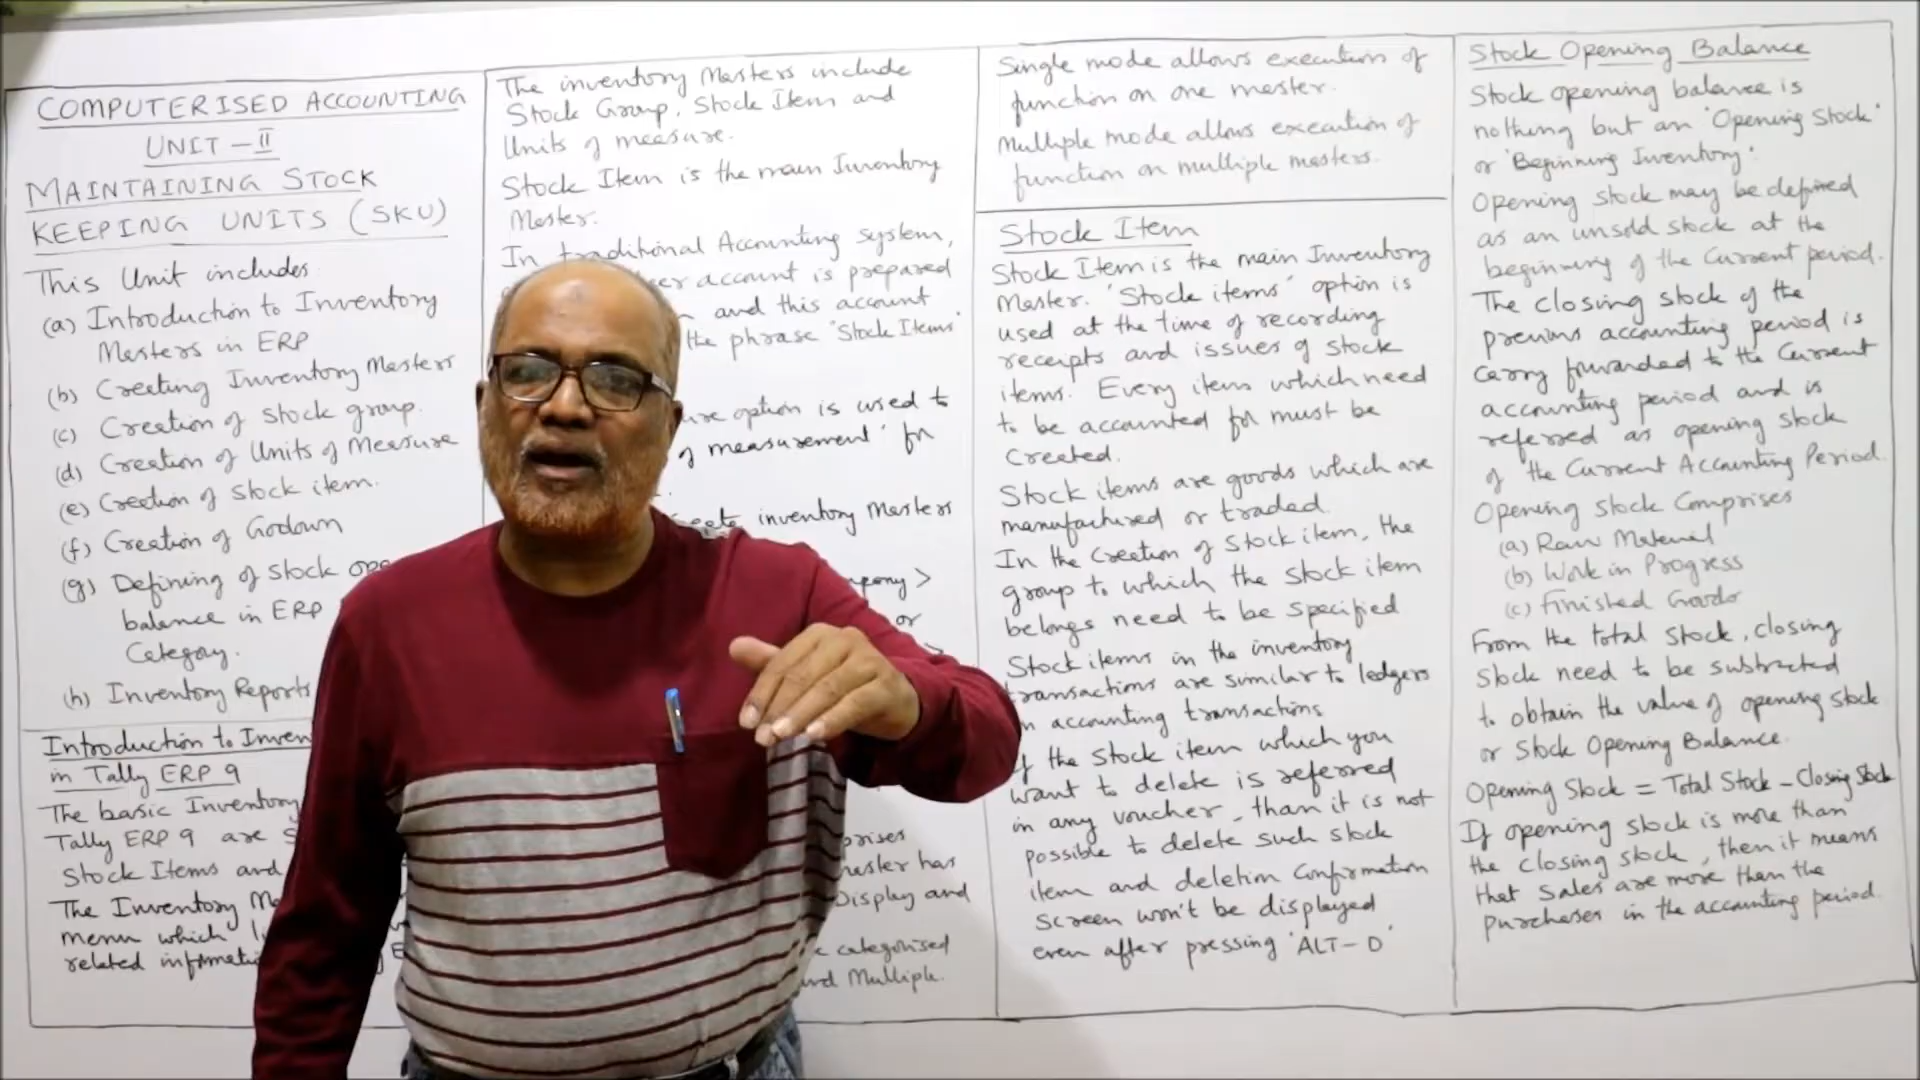 COMPUTERISED ACCOUNTING
UNIT - II
MAINTAINING STOCK
KEEPING UNITS (SKU)
This Unit includes
(a) Introduction to Inventory
Masters in ERP
(b) Creating Inventory Masters
(c) Creation of stock group.
(d) Creation of Units of Measure
(e) Creation of stock item.
(f) Creation of Godown
(g) Defining of stock ope
balance in ERP
Category.
(h) Inventory Reports
Introduction to Inven
in Tally ERP 9
The basic Inventory
Tally ERP 9 are S
Stock Items and
The Inventory Ma
menu which li
related informati
The inventory Masters include
Stock Group, Stock Item and
Units of measure.
Stock Item is the main Inventory
Master.
In traditional Accounting system,
account is prepared
and this account
the phrase 'Stock Items'
ure option is used to
of measurement' for
create inventory Masters
mpany >
or
>
prises
master has
Display and
e categorised
and Multiple.
Single mode allows execution of
function on one master.
Multiple mode allows execution of
function on multiple masters.
Stock Item
Stock Item is the main Inventory
Master. 'Stock items' option is
used at the time of recording
receipts and issues of stock
items. Every item which need
to be accounted for must be
created.
Stock items are goods which are
manufactured or traded.
In the creation of stock item, the
group to which the stock item
belongs need to be specified
Stock items in the inventory
transactions are similar to ledgers
in accounting transactions
If the stock item which you
want to delete is referred
in any voucher, than it is not
possible to delete such stock
item and deletion confirmation
screen won't be displayed
even after pressing 'ALT-D'
Stock Opening Balance
Stock opening balance is
nothing but an 'Opening Stock'
or 'Beginning Inventory'.
Opening stock may be defined
as an unsold stock at the
beginning of the current period.
The closing stock of the
previous accounting period is
carry forwarded to the current
accounting period and is
referred as opening stock
of the Current Accounting Period.
Opening stock comprises
(a) Raw Material
(b) Work in Progress
(c) Finished Goods
From the total stock, closing
stock need to be substracted
to obtain the value of opening stock
or Stock Opening Balance.
Opening Stock = Total Stock - Closing Stock
If opening stock is more than
the closing stock, then it means
that sales are more than the
purchases in the accounting period.